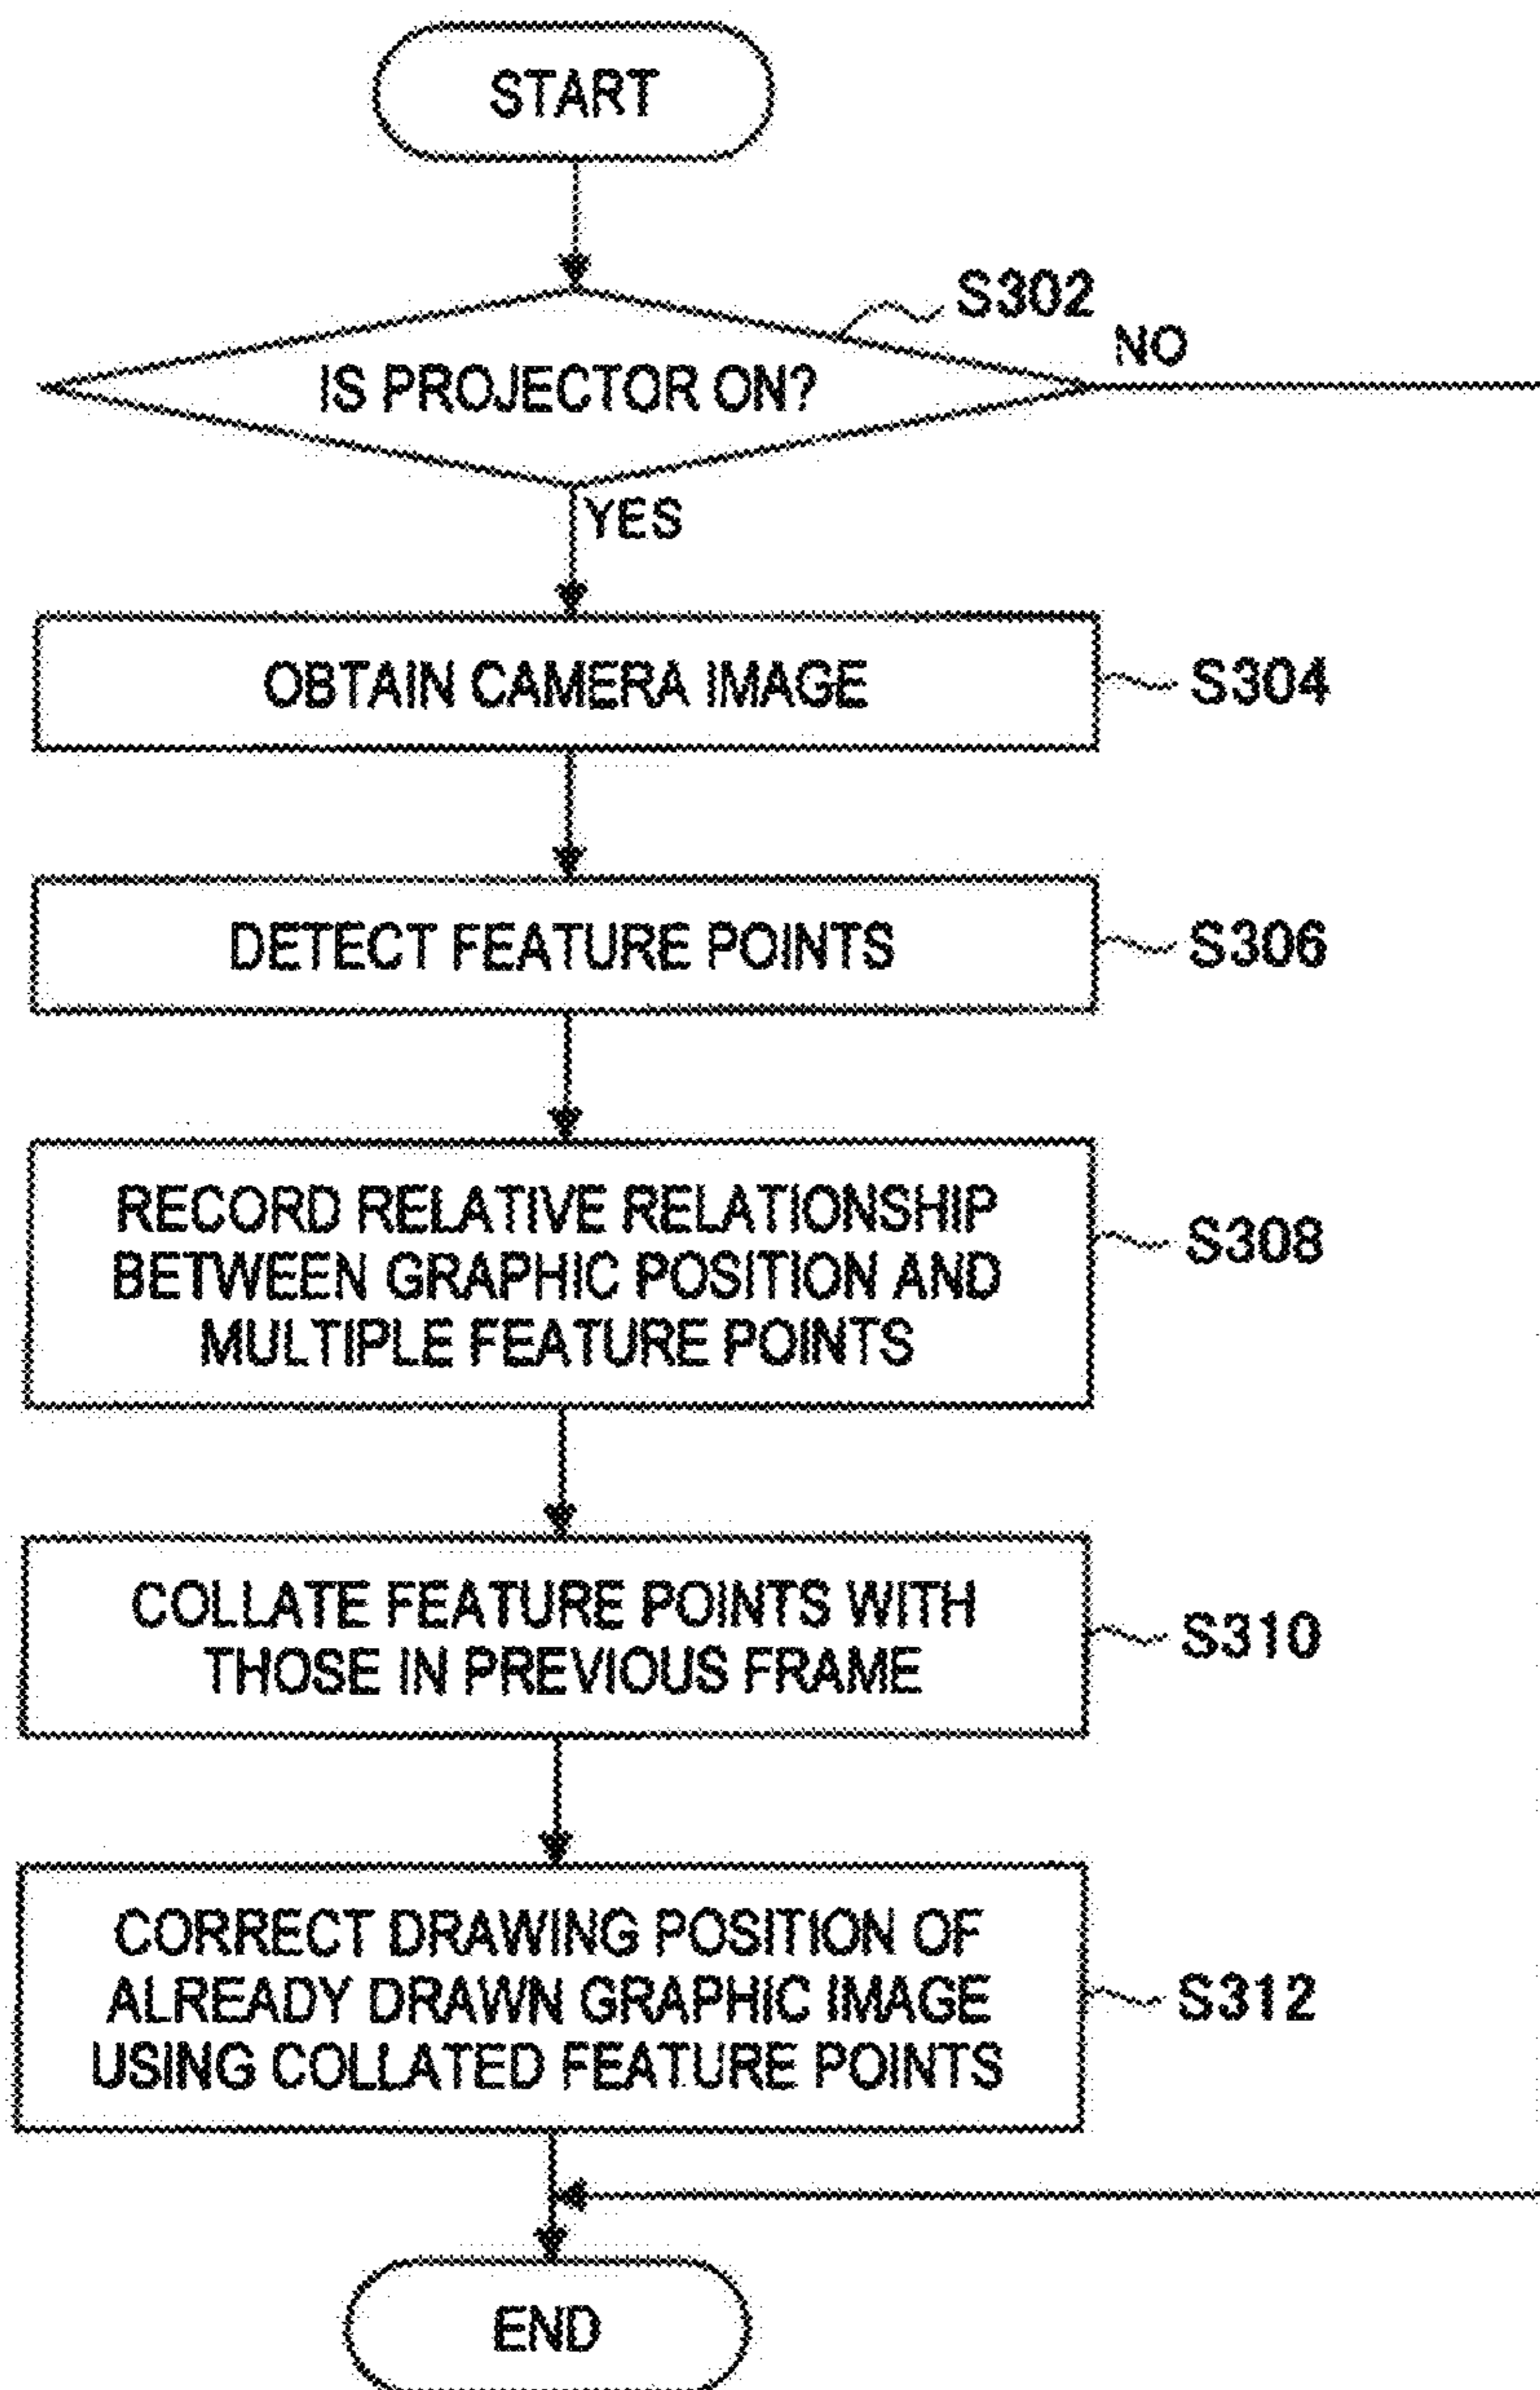 START
S302
NO
IS PROJECTOR ON?
YES
OBTAIN CAMERA IMAGE
S304
DETECT FEATURE POINTS
S306
RECORD RELATIVE RELATIONSHIP
BETWEEN GRAPHIC POSITION AND
MULTIPLE FEATURE POINTS
S308
COLLATE FEATURE POINTS WITH
THOSE IN PREVIOUS FRAME
S310
CORRECT DRAWING POSITION OF
ALREADY DRAWN GRAPHIC IMAGE
USING COLLATED FEATURE POINTS
S312
END